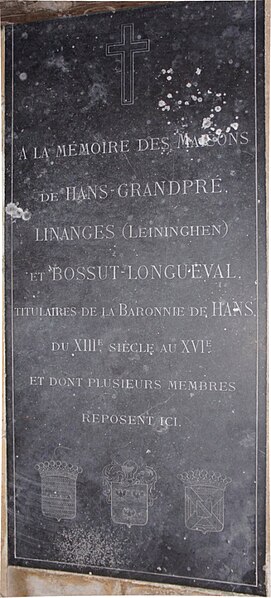 A LA MÉMOIRE DES MAISONS
DE HANS-GRANDPRÉ,
LINANGES (LEININGHEN)
ET BOSSUT-LONGUEVAL,
TITULAIRES DE LA BARONNIE DE HANS,
DU XIIIE SIÈCLE AU XVIE
ET DONT PLUSIEURS MEMBRES
REPOSENT ICI.